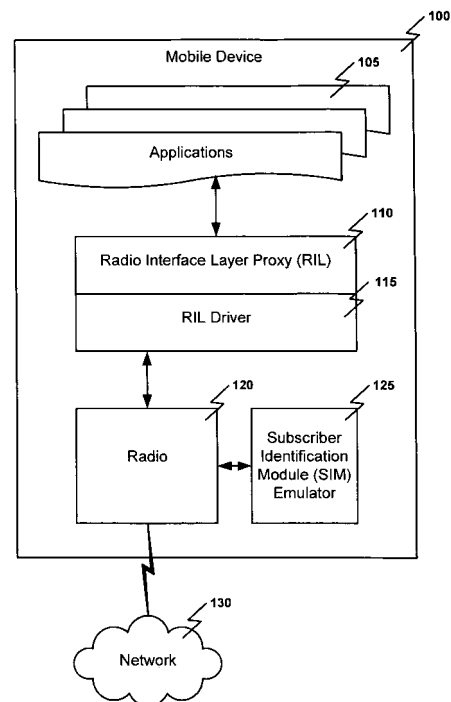 100
Mobile Device
105
Applications
110
Radio Interface Layer Proxy (RIL)
115
RIL Driver
120
125
Radio
Subscriber
Identification
Module (SIM)
Emulator
130
Network